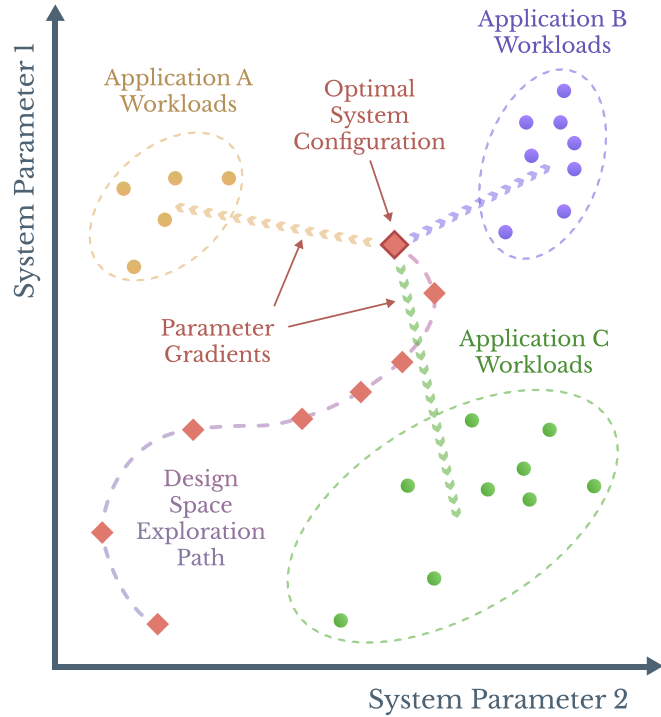 Application B
Workloads
Application A
Workloads
Optimal
System
Configuration
System Parameter 1
Parameter
Gradients
Application C
Workloads
Design
Space
Exploration
Path
System Parameter 2